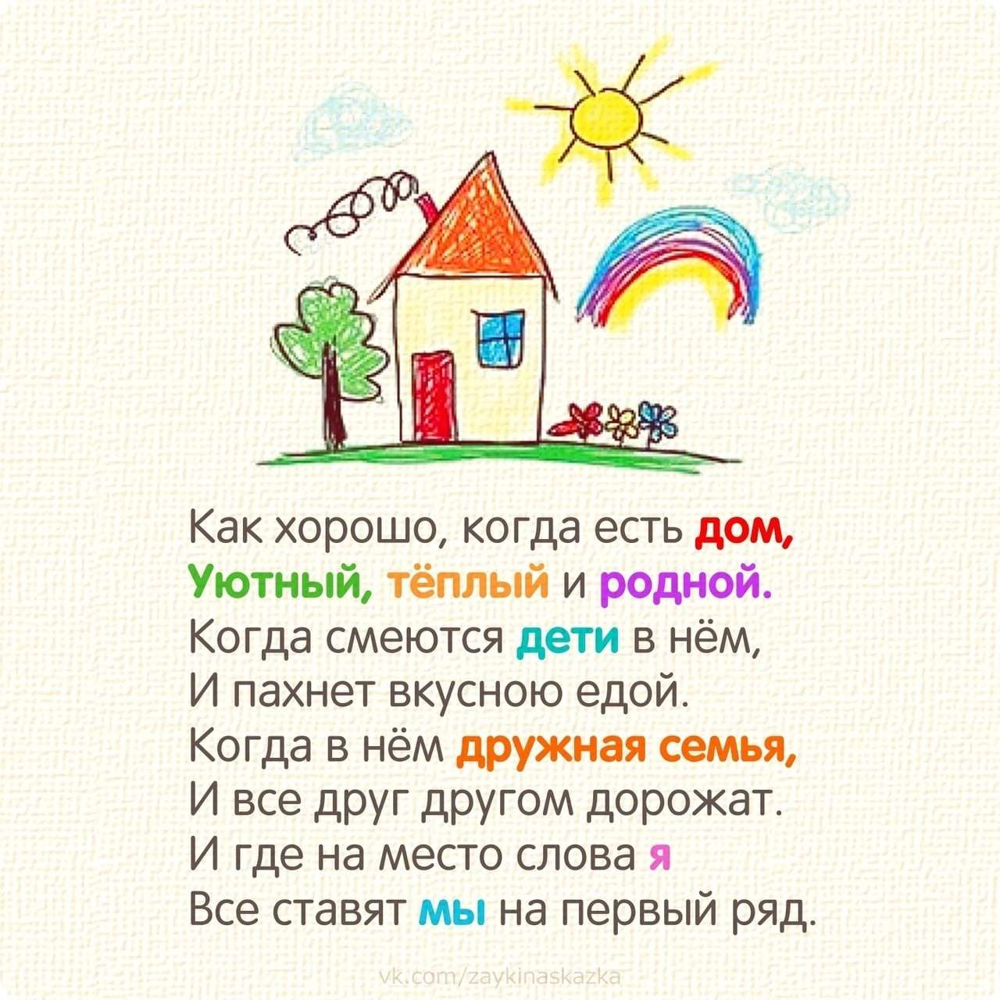 Как хорошо, когда есть дом,
Уютный, тёплый и родной.
Когда смеются дети в нём,
И пахнет вкусною едой.
Когда в нём дружная семья,
И все друг другом дорожат.
И где на место слова я
Все ставят мы на первый ряд.
vk.com/zaykinaskazka